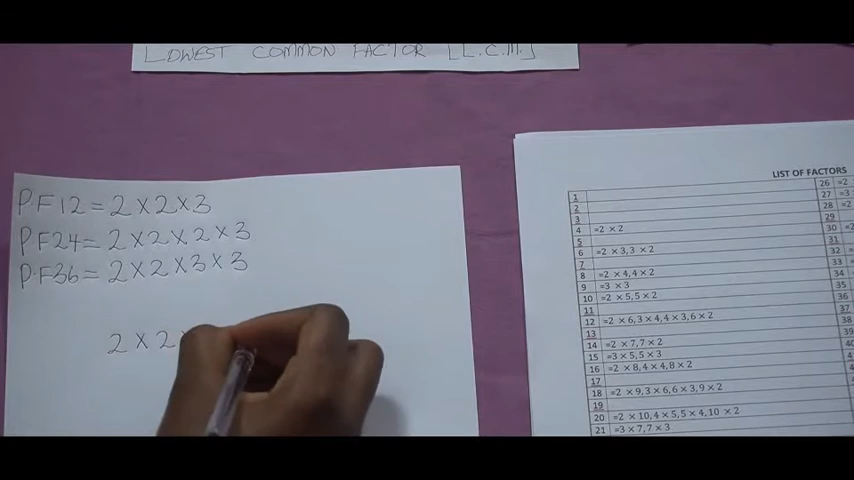 LOWEST COMMON FACTOR [L.C.M.]
PF12 = 2 × 2 × 3
PF24 = 2 × 2 × 2 × 3
P.F36 = 2 × 2 × 3 × 3
2 × 2
LIST OF FACTORS
1
2
3
4 =2 × 2
5
6 =2 × 3,3 × 2
7
8 =2 × 4,4 × 2
9 =3 × 3
10 =2 × 5,5 × 2
11
12 =2 × 6,3 × 4,4 × 3,6 × 2
13
14 =2 × 7,7 × 2
15 =3 × 5,5 × 3
16 =2 × 8,4 × 4,8 × 2
17
18 =2 × 9,3 × 6,6 × 3,9 × 2
19
20 =2 × 10,4 × 5,5 × 4,10 × 2
21 =3 × 7,7 × 3
26 =2
27 =3
28 =2
29
30 =2
31
32
33
34
35
36
37
38
39